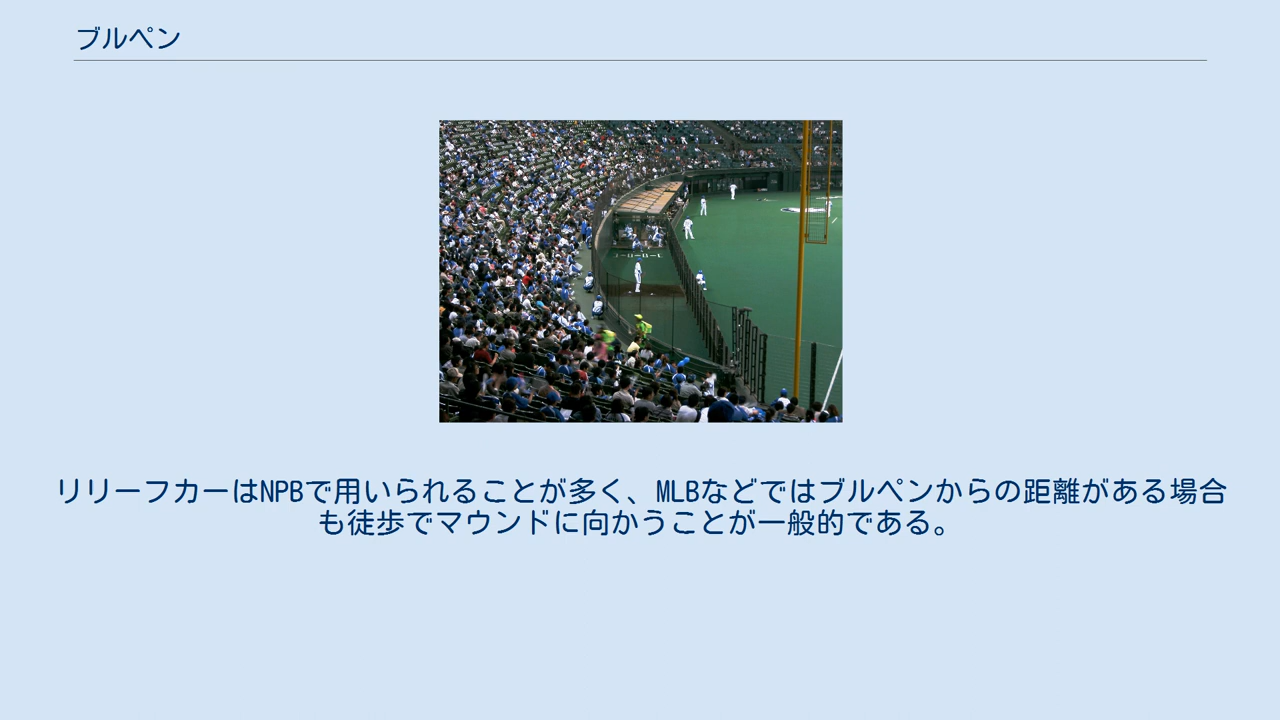 ブルペン
リリーフカーはNPBで用いられることが多く、MLBなどではブルペンからの距離がある場合
も徒歩でマウンドに向かうことが一般的である。